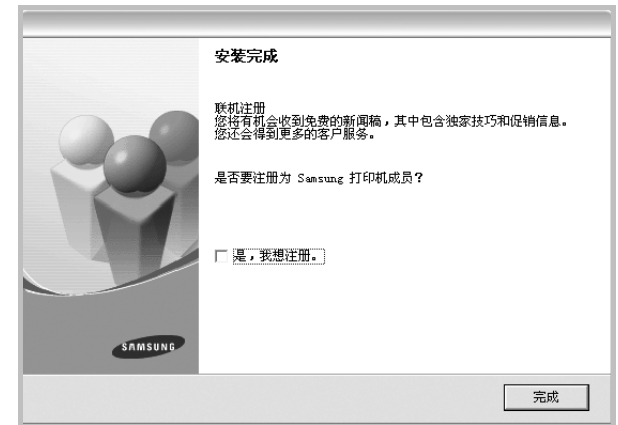 安装完成
联机注册
您将有机会收到免费的新闻稿，其中包含独家技巧和促销信息。
您还会得到更多的客户服务。
是否要注册为 Samsung 打印机成员？
是，我想注册。
SAMSUNG
完成